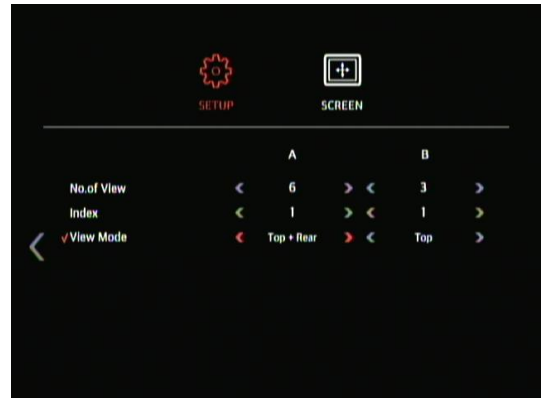 SETUP SCREEN
A B
No.of View 6 3
Index 1 1
√View Mode Top + Rear Top